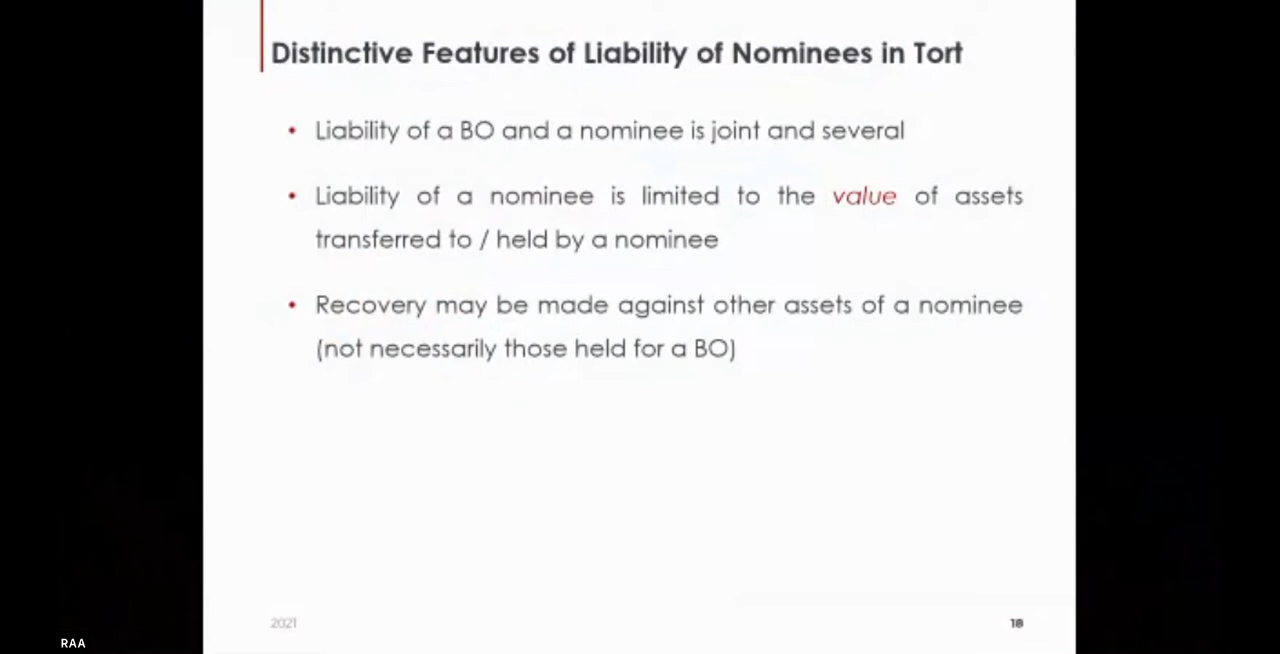 Distinctive Features of Liability of Nominees in Tort
• Liability of a BO and a nominee is joint and several
• Liability of a nominee is limited to the value of assets
transferred to / held by a nominee
• Recovery may be made against other assets of a nominee
(not necessarily those held for a BO)
2021
18
RAA